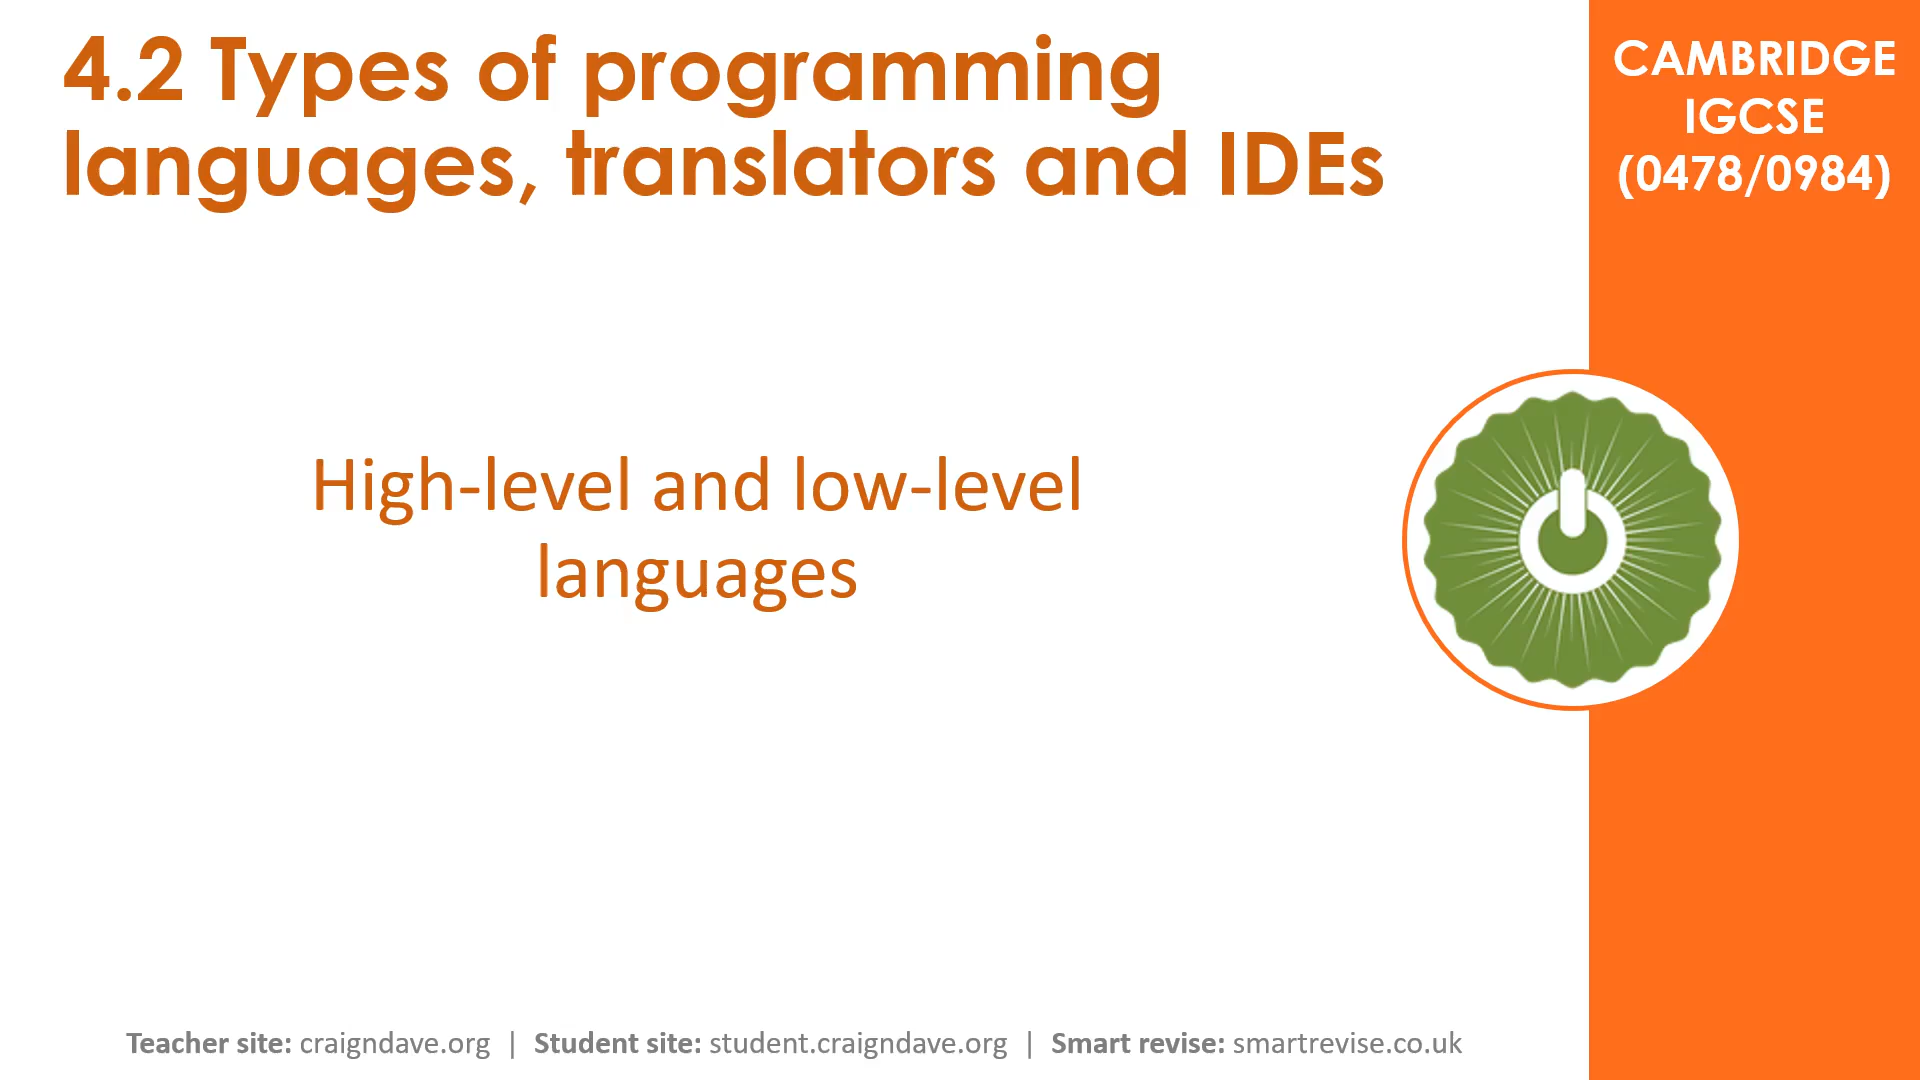 4.2 Types of programming
languages, translators and IDEs
CAMBRIDGE
IGCSE
(0478/0984)
High-level and low-level
languages
Teacher site: craigndave.org | Student site: student.craigndave.org | Smart revise: smartrevise.co.uk